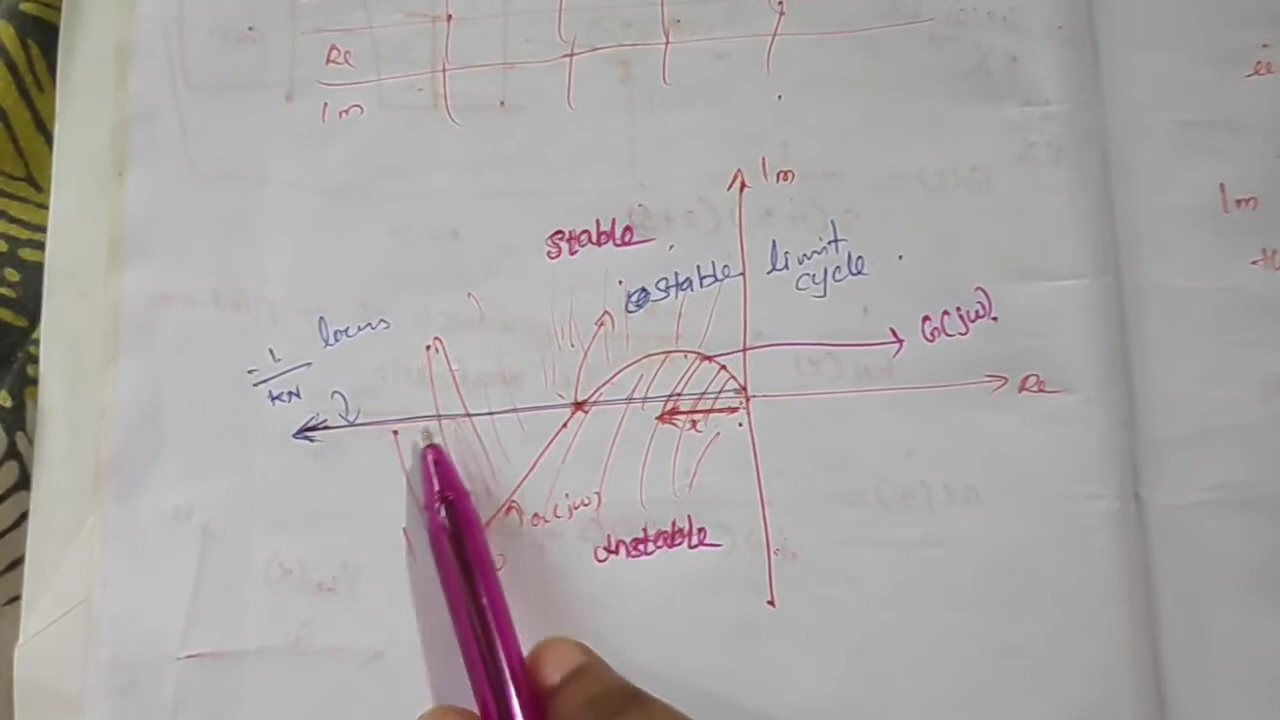 Re
Im
Im
Stable
Stable limit
cycle
G(jω)
-1 locus
KN
Re
x
G(jω)
Unstable
Im